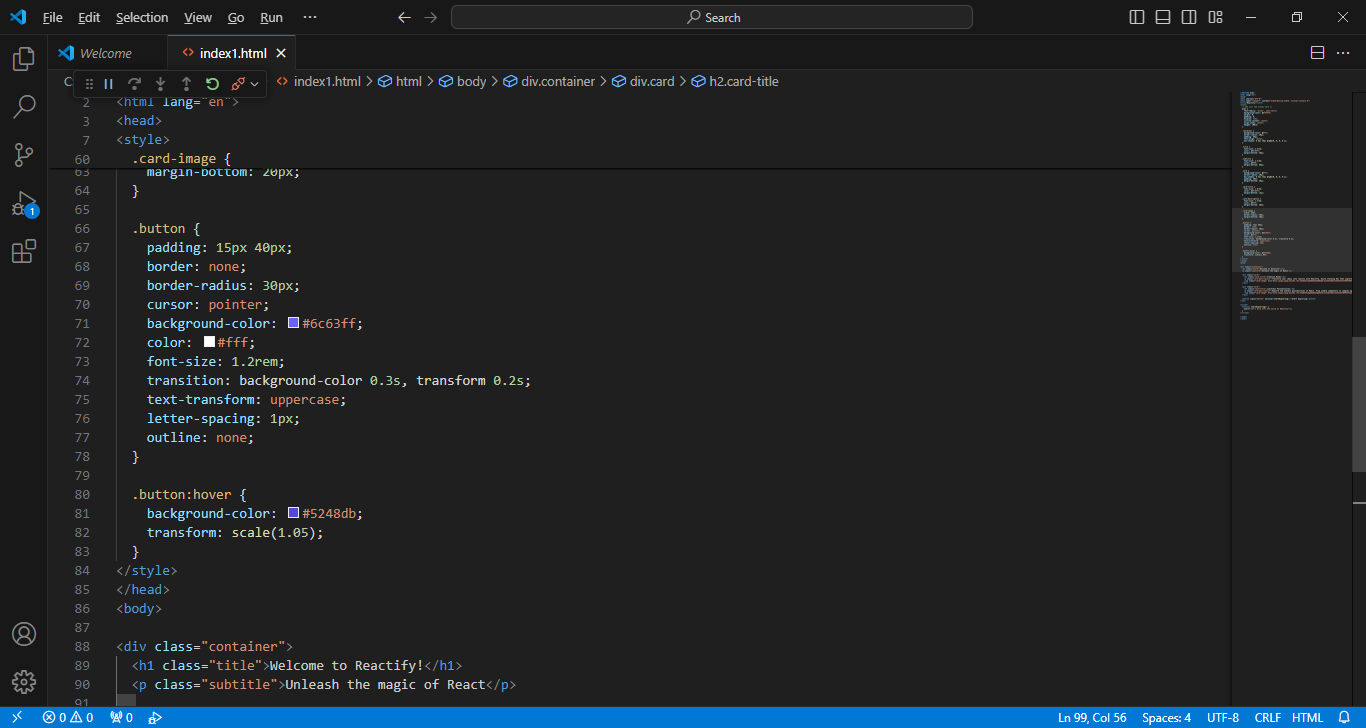 File Edit Selection View Go Run ··· Search
Welcome index1.html
C index1.html > html > body > div.container > div.card > h2.card-title
2 <html lang="en">
3 <head>
7 <style>
60 .card-image {
63 margin-bottom: 20px;
64 }
65
66 .button {
67 padding: 15px 40px;
68 border: none;
69 border-radius: 30px;
70 cursor: pointer;
71 background-color: #6c63ff;
72 color: #fff;
73 font-size: 1.2rem;
74 transition: background-color 0.3s, transform 0.2s;
75 text-transform: uppercase;
76 letter-spacing: 1px;
77 outline: none;
78 }
79
80 .button:hover {
81 background-color: #5248db;
82 transform: scale(1.05);
83 }
84 </style>
85 </head>
86 <body>
87
88 <div class="container">
89 <h1 class="title">Welcome to Reactify!</h1>
90 <p class="subtitle">Unleash the magic of React</p>
91
1
0 0 0 Ln 99, Col 56 Spaces: 4 UTF-8 CRLF HTML